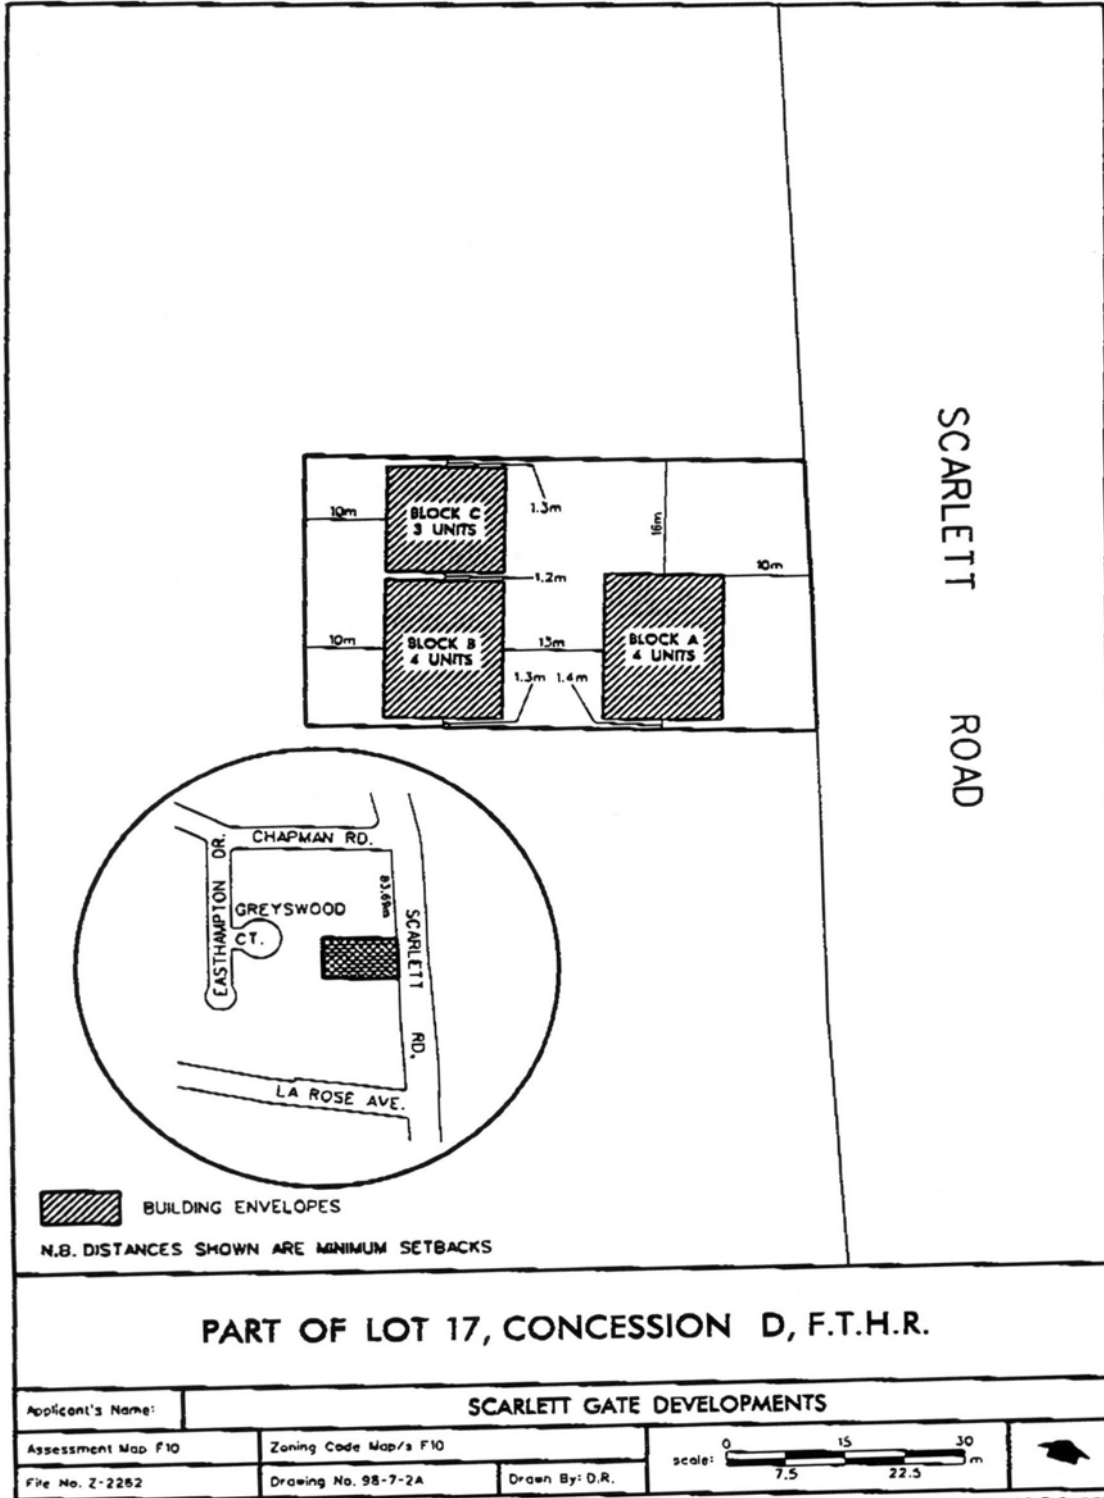 SCARLETT ROAD
BLOCK C
3 UNITS
10m
1.3m
16m
10m
1.2m
10m
BLOCK B
4 UNITS
13m
BLOCK A
4 UNITS
1.3m 1.4m
CHAPMAN RD.
EASTHAMPTON DR.
GREYSWOOD
CT.
SCARLETT RD.
LA ROSE AVE.
BUILDING ENVELOPES
N.B. DISTANCES SHOWN ARE MINIMUM SETBACKS
PART OF LOT 17, CONCESSION D, F.T.H.R.
Applicant's Name:
SCARLETT GATE DEVELOPMENTS
Assessment Map F10
Zoning Code Map/s F10
File No. Z-2262
Drawing No. 98-7-2A
Drawn By: D.R.
scale:
0 15 30
7.5 22.5
m